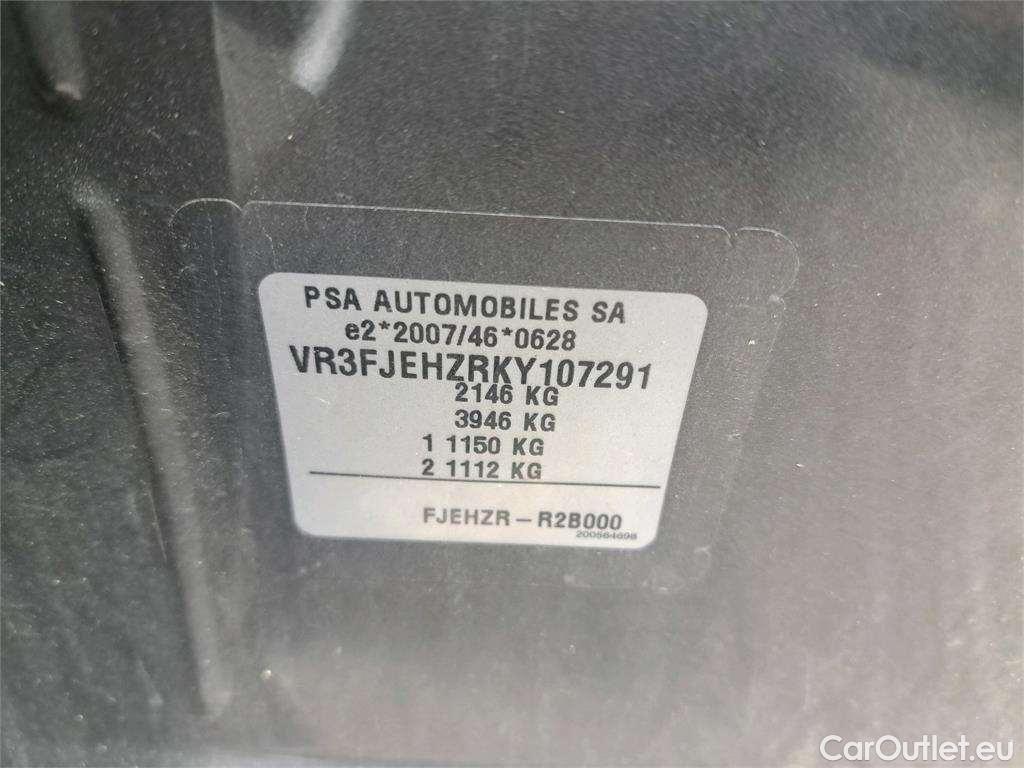 PSA AUTOMOBILES SA
e2*2007/46*0628
VR3FJEHZRKY107291
2146 KG
3946 KG
1 1150 KG
2 1112 KG
FJEHZR – R2B000
200564698
CarOutlet.eu